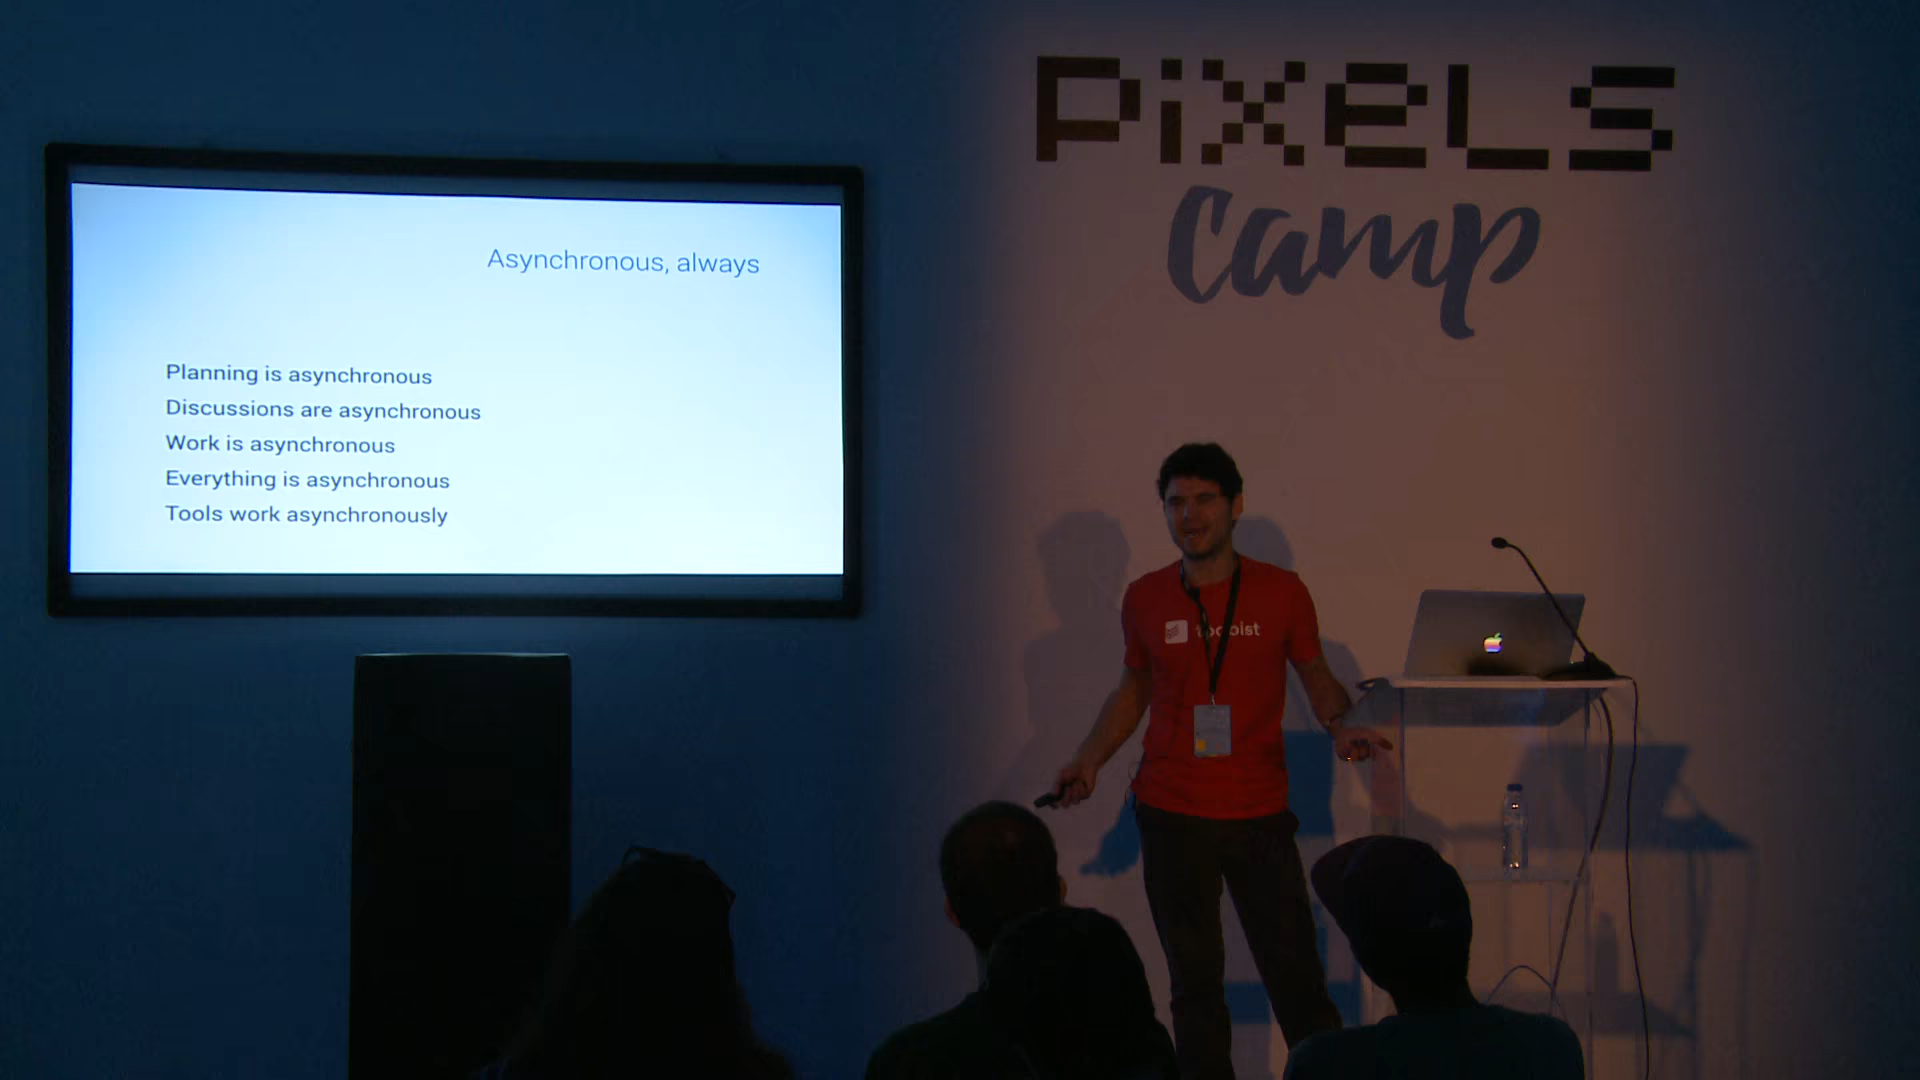 pixels
camp
Asynchronous, always
Planning is asynchronous
Discussions are asynchronous
Work is asynchronous
Everything is asynchronous
Tools work asynchronously
todoist